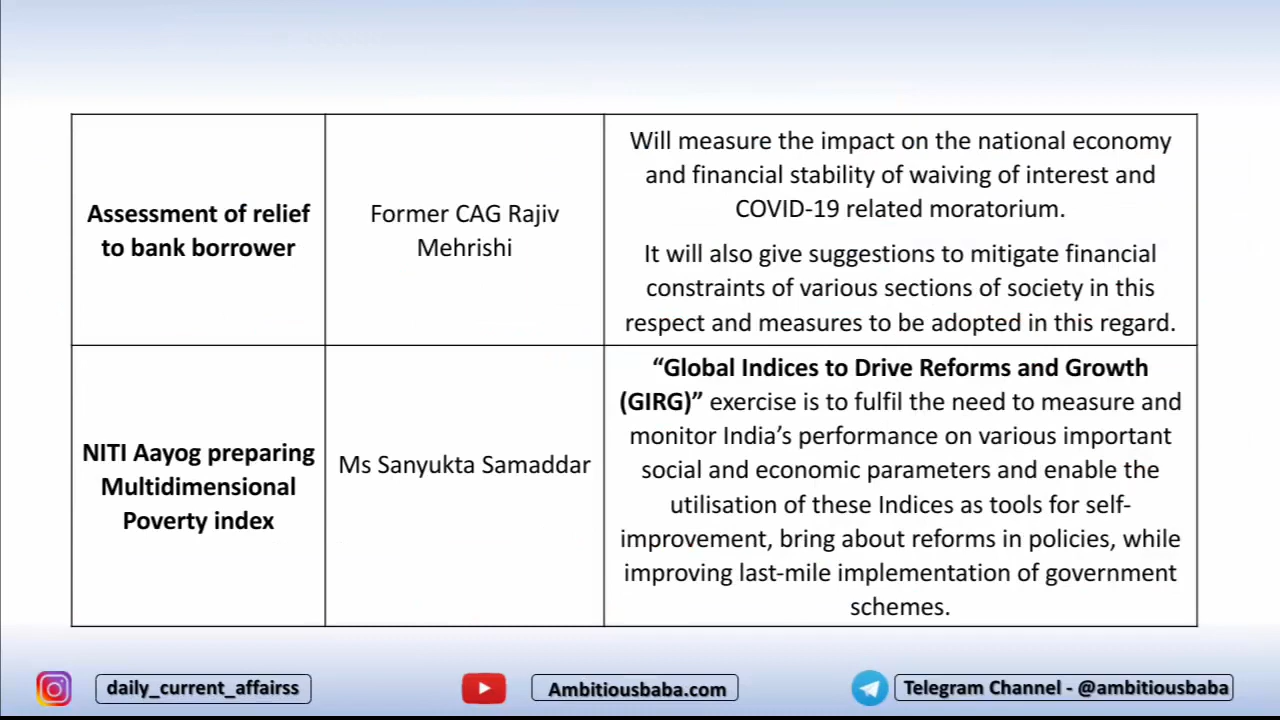 Assessment of relief
to bank borrower
Former CAG Rajiv
Mehrishi
Will measure the impact on the national economy
and financial stability of waiving of interest and
COVID-19 related moratorium.
It will also give suggestions to mitigate financial
constraints of various sections of society in this
respect and measures to be adopted in this regard.
NITI Aayog preparing
Multidimensional
Poverty index
Ms Sanyukta Samaddar
“Global Indices to Drive Reforms and Growth
(GIRG)” exercise is to fulfil the need to measure and
monitor India’s performance on various important
social and economic parameters and enable the
utilisation of these Indices as tools for self-
improvement, bring about reforms in policies, while
improving last-mile implementation of government
schemes.
daily_current_affairss
Ambitiousbaba.com
Telegram Channel - @ambitiousbaba